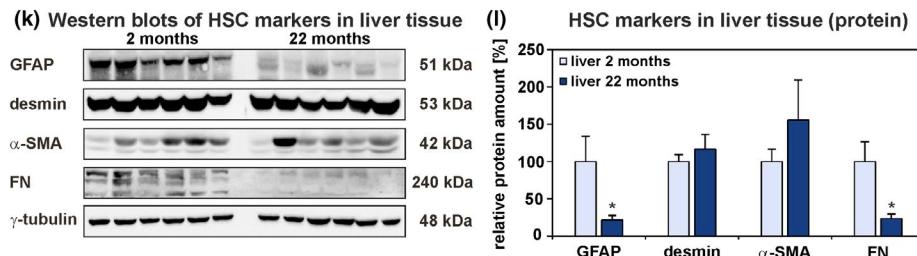 (k) Western blots of HSC markers in liver tissue
2 months 22 months
GFAP 51 kDa
desmin 53 kDa
α-SMA 42 kDa
FN 240 kDa
γ-tubulin 48 kDa
(l) HSC markers in liver tissue (protein)
relative protein amount [%]
250
200
150
100
50
0
liver 2 months
liver 22 months
* *
GFAP desmin α-SMA FN